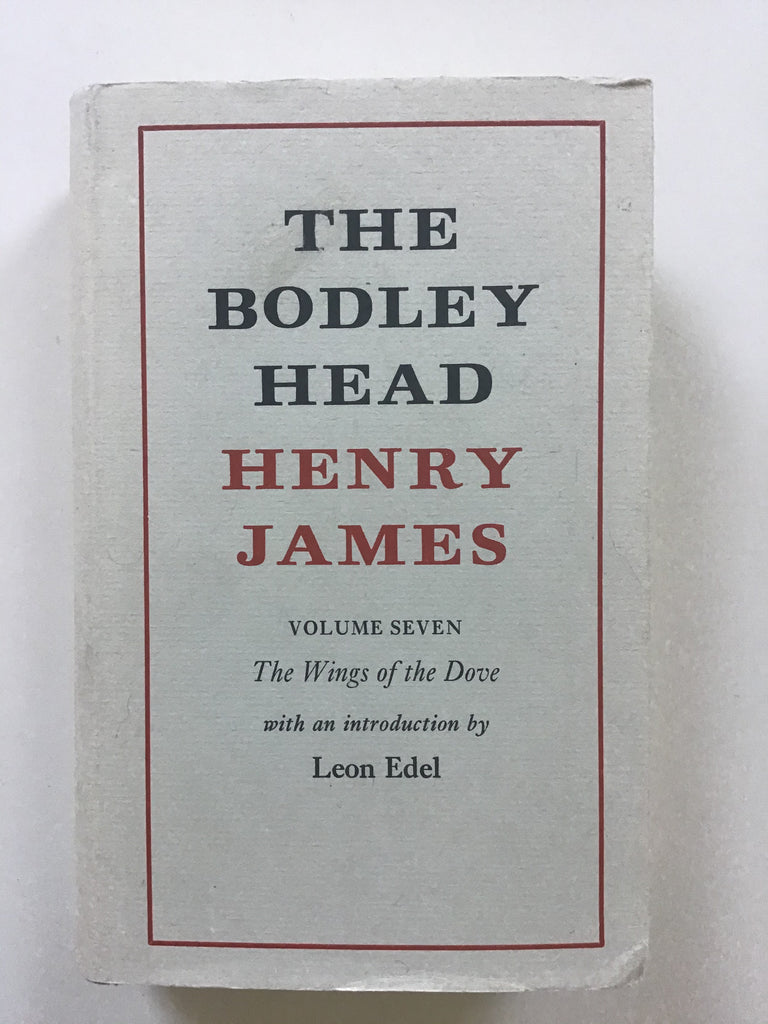 THE
BODLEY
HEAD
HENRY
JAMES
VOLUME SEVEN
The Wings of the Dove
with an introduction by
Leon Edel